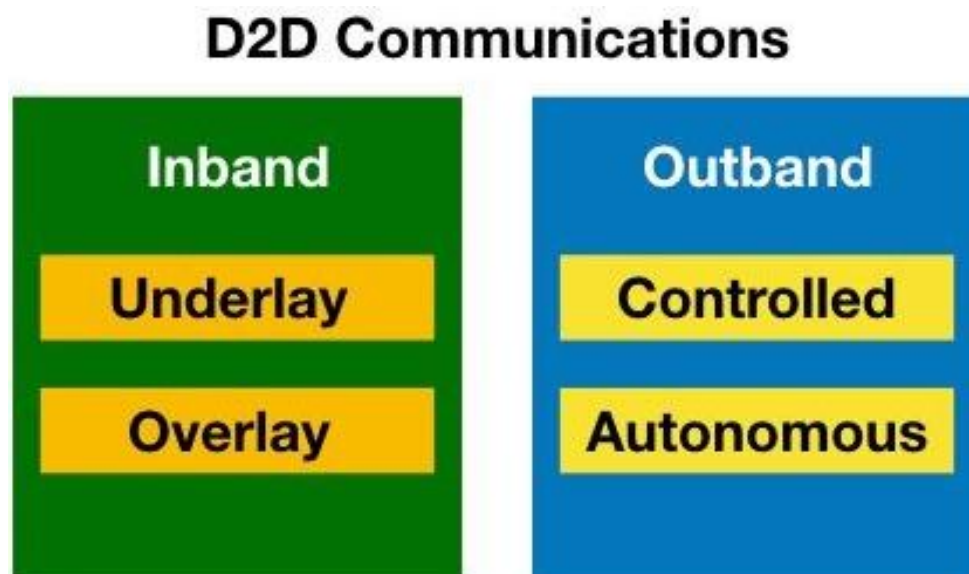 D2D Communications
Inband
Underlay
Overlay
Outband
Controlled
Autonomous